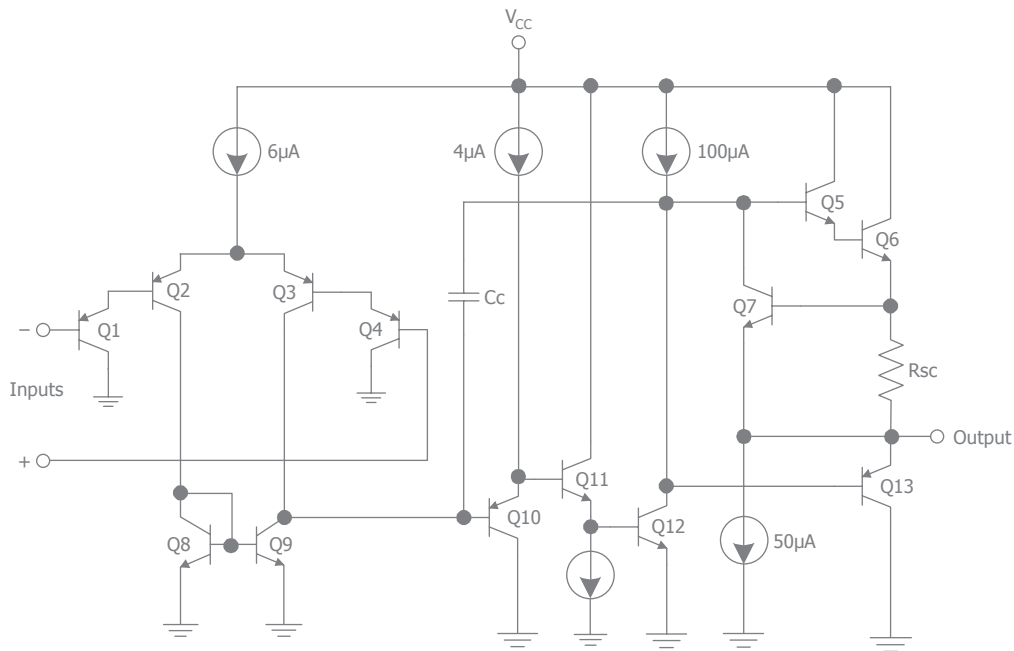 VCC
6μA
4μA
100μA
Q5
Q6
Q2
Q3
Cc
Q7
Q1
Q4
−
Rsc
Inputs
+
Output
Q11
Q13
Q10
Q12
Q8
Q9
50μA